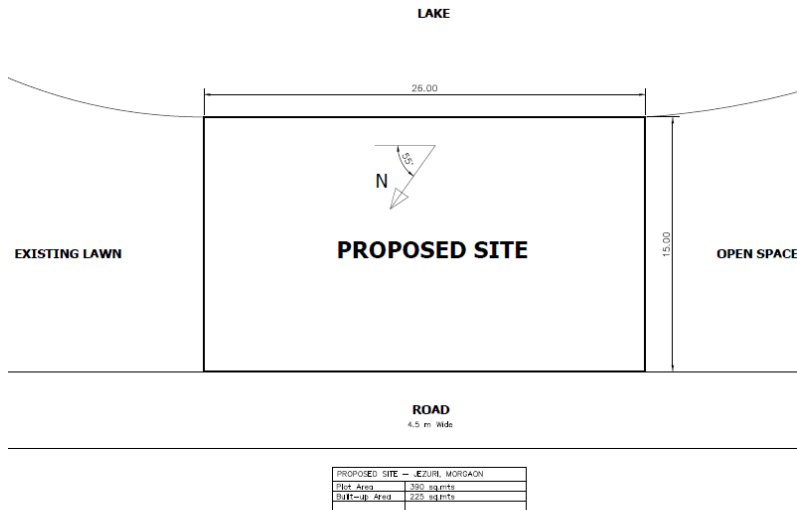 LAKE
26.00
55°
N
EXISTING LAWN
PROPOSED SITE
15.00
OPEN SPACE
ROAD
4.5 m Wide
PROPOSED SITE — JEZURI, MORGAON
Plot Area 390 sq.mts
Built-up Area 225 sq.mts